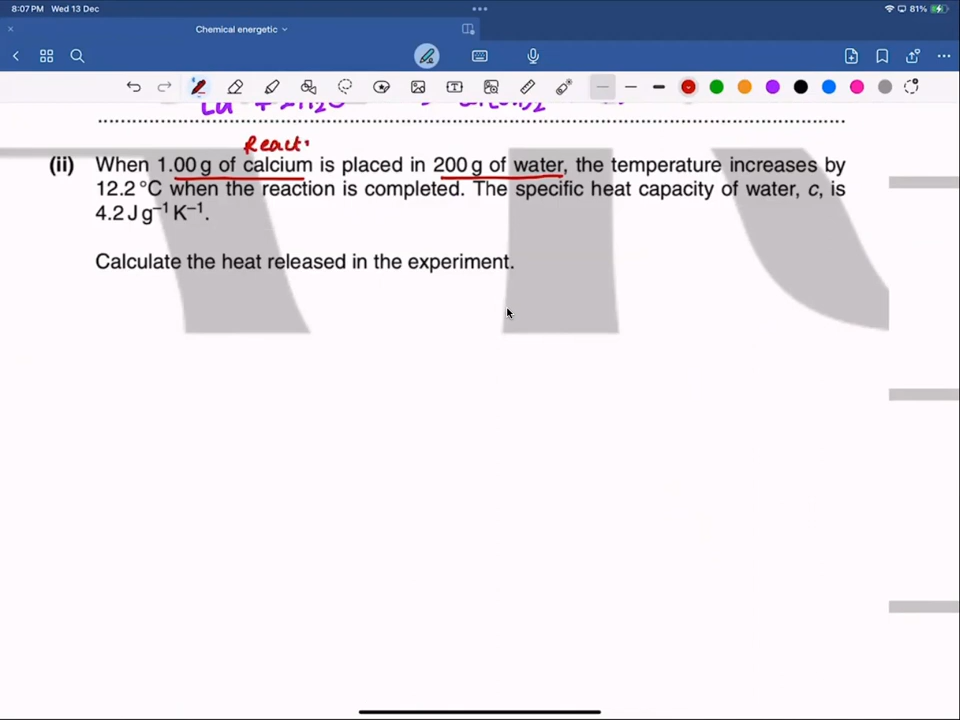 8:07PM Wed 13 Dec
81%
Chemical energetic
React.
(ii) When 1.00 g of calcium is placed in 200 g of water, the temperature increases by
12.2 °C when the reaction is completed. The specific heat capacity of water, c, is
4.2 J g⁻¹ K⁻¹.
Calculate the heat released in the experiment.